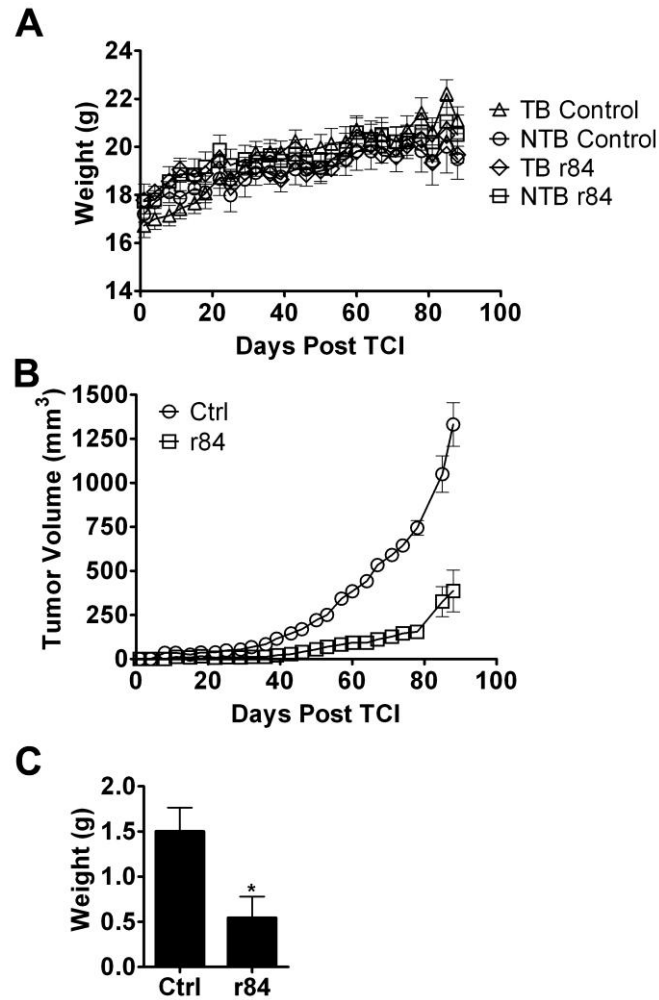 A
24
22
20
18
16
14
Weight (g)
0 20 40 60 80 100
Days Post TCI
TB Control
NTB Control
TB r84
NTB r84
B
1500
1250
1000
750
500
250
0
Tumor Volume (mm³)
Ctrl
r84
0 20 40 60 80 100
Days Post TCI
C
2.0
1.5
1.0
0.5
0.0
Weight (g)
*
Ctrl r84